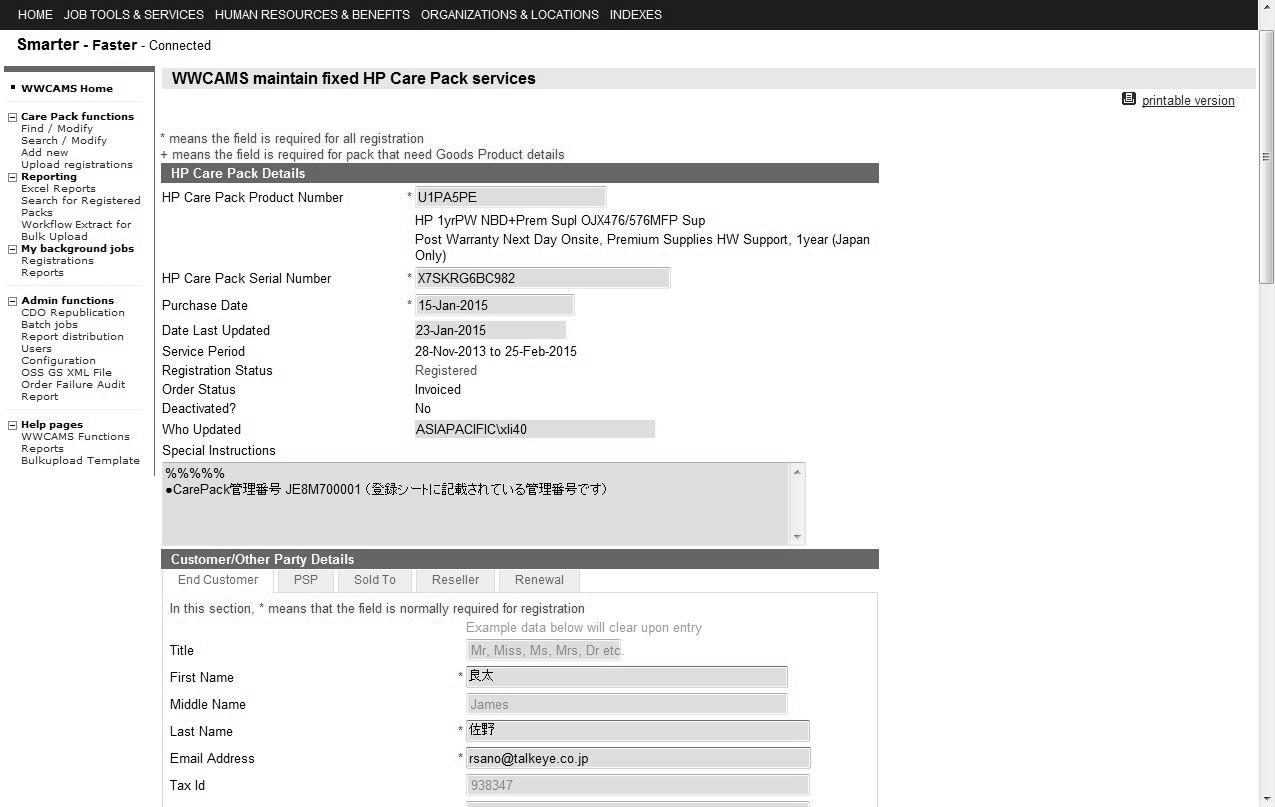 HOME JOB TOOLS & SERVICES HUMAN RESOURCES & BENEFITS ORGANIZATIONS & LOCATIONS INDEXES
Smarter - Faster - Connected
WWCAMS Home
Care Pack functions
Find / Modify
Search / Modify
Add new
Upload registrations
Reporting
Excel Reports
Search for Registered
Packs
Workflow Extract for
Bulk Upload
My background jobs
Registrations
Reports
Admin functions
CDO Republication
Batch jobs
Report distribution
Users
Configuration
OSS GS XML File
Order Failure Audit
Report
Help pages
WWCAMS Functions
Reports
Bulkupload Template
WWCAMS maintain fixed HP Care Pack services
printable version
* means the field is required for all registration
+ means the field is required for pack that need Goods Product details
HP Care Pack Details
HP Care Pack Product Number * U1PA5PE
HP 1yrPW NBD+Prem Supl OJX476/576MFP Sup
Post Warranty Next Day Onsite, Premium Supplies HW Support, 1year (Japan
Only)
HP Care Pack Serial Number * X7SKRG6BC982
Purchase Date * 15-Jan-2015
Date Last Updated 23-Jan-2015
Service Period 28-Nov-2013 to 25-Feb-2015
Registration Status Registered
Order Status Invoiced
Deactivated? No
Who Updated ASIAPACIFIC\xli40
Special Instructions
%%%%%
●CarePack管理番号 JE8M700001 （登録シートに記載されている管理番号です）
Customer/Other Party Details
End Customer PSP Sold To Reseller Renewal
In this section, * means that the field is normally required for registration
Example data below will clear upon entry
Title Mr, Miss, Ms, Mrs, Dr etc.
First Name * 良太
Middle Name James
Last Name * 佐野
Email Address * rsano@talkeye.co.jp
Tax Id 938347